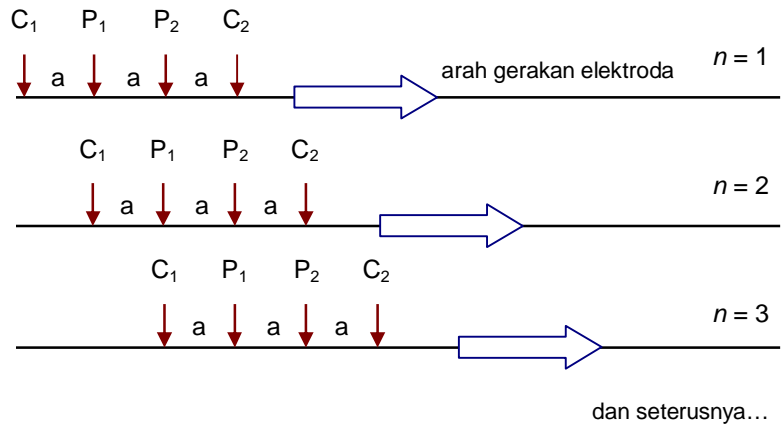 C₁ P₁ P₂ C₂
a a a
arah gerakan elektroda
n = 1
C₁ P₁ P₂ C₂
a a a
n = 2
C₁ P₁ P₂ C₂
a a a
n = 3
dan seterusnya…